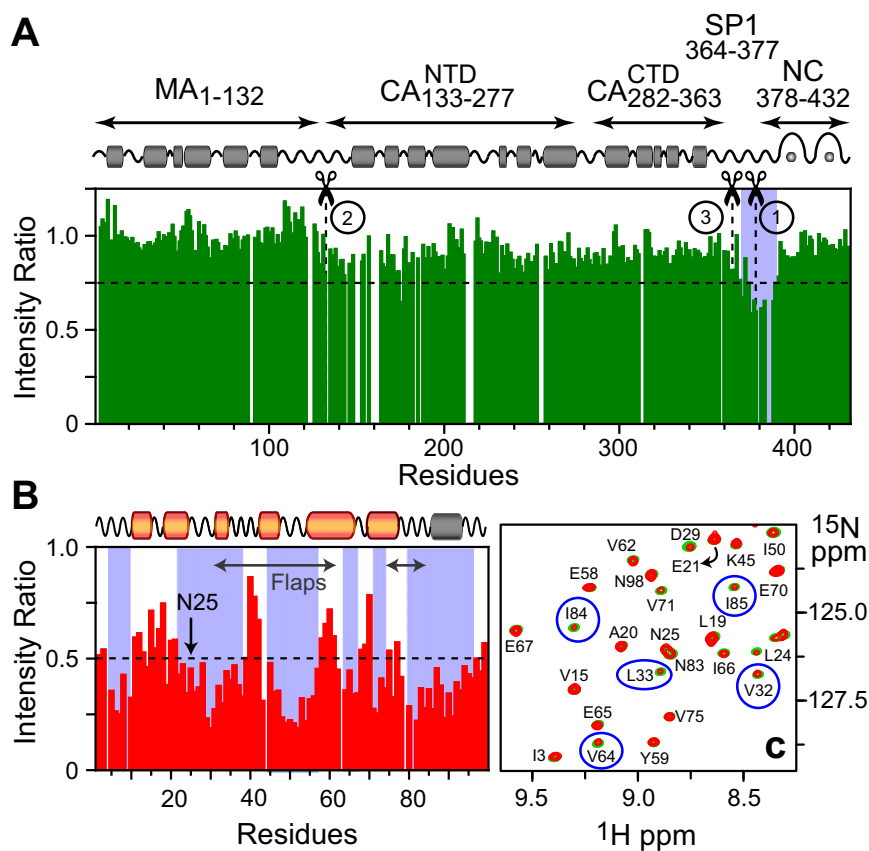 A
SP1
364-377
MA1-132
CA133-277 NTD
CA282-363 CTD
NC
378-432
Intensity Ratio
1.0
0.5
0
2
3
1
100
200
300
400
Residues
B
Intensity Ratio
1.0
0.5
0
Flaps
N25
20
40
60
80
Residues
15N
ppm
125.0
127.5
D29
I50
V62
E21
K45
E58
N98
E70
V71
I85
I84
L19
E67
A20
N25
L24
N83
I66
L33
V32
V15
E65
V75
V64
Y59
I3
C
9.5
9.0
8.5
1H ppm